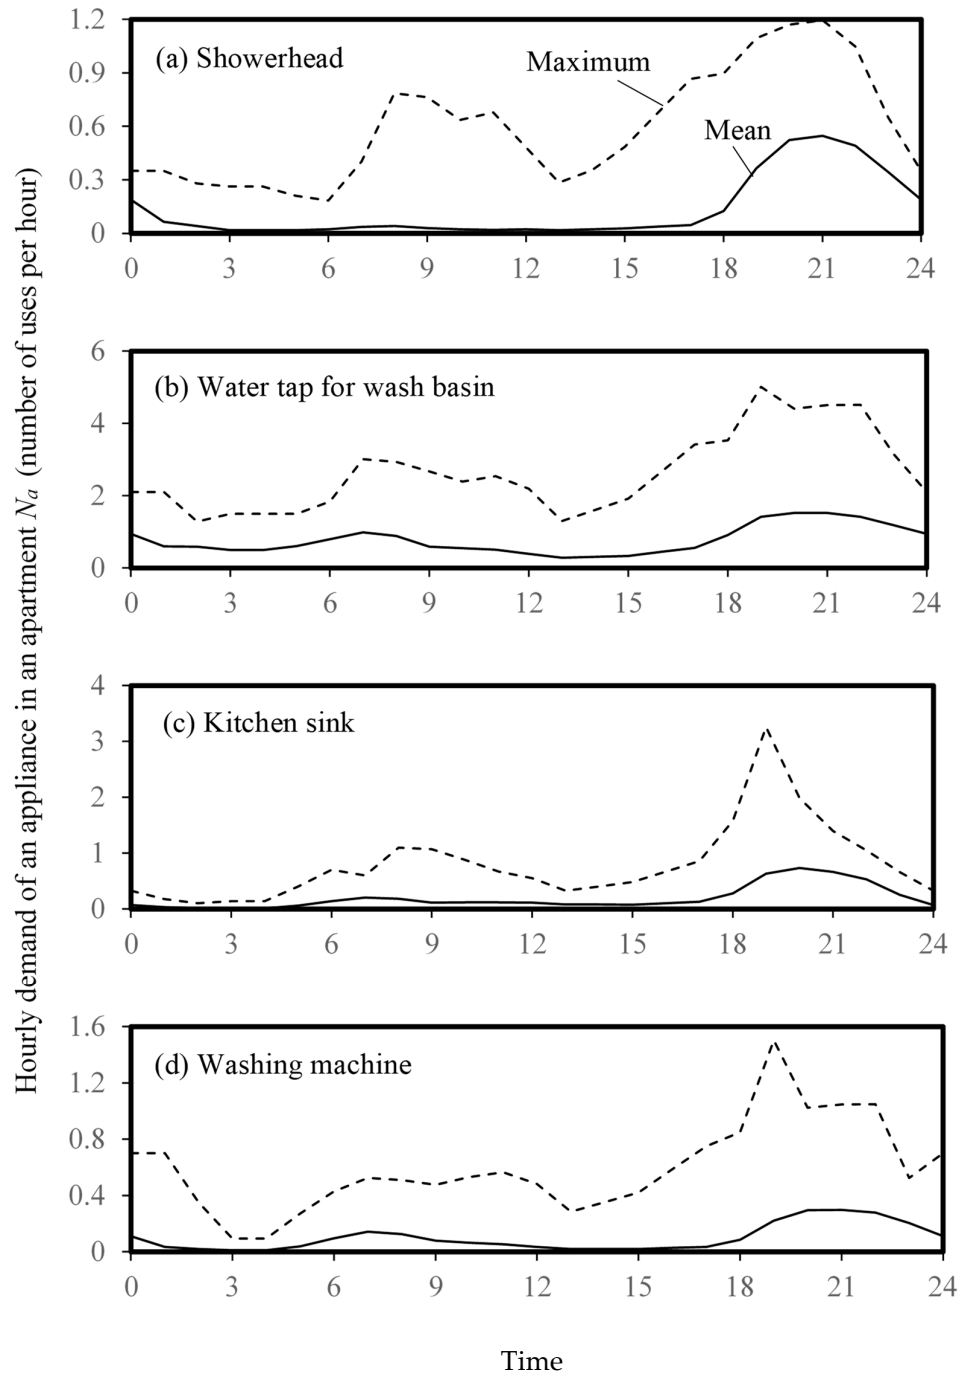 Hourly demand of an appliance in an apartment Na (number of uses per hour)
1.2
0.9
0.6
0.3
0
(a) Showerhead
Maximum
Mean
0 3 6 9 12 15 18 21 24
6
4
2
0
(b) Water tap for wash basin
0 3 6 9 12 15 18 21 24
4
3
2
1
0
(c) Kitchen sink
0 3 6 9 12 15 18 21 24
1.6
1.2
0.8
0.4
0
(d) Washing machine
0 3 6 9 12 15 18 21 24
Time